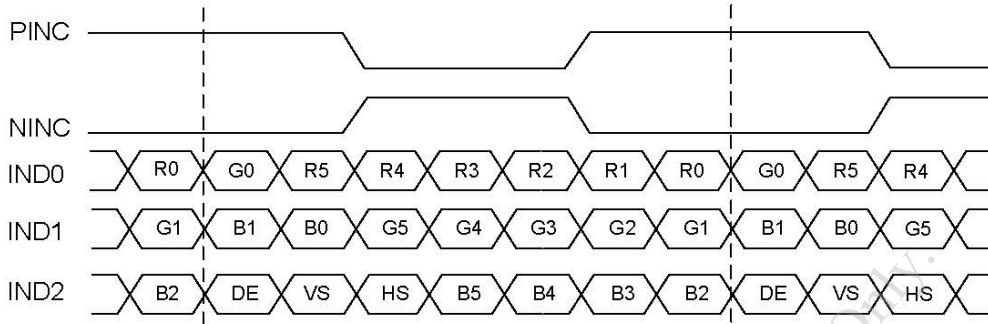 PINC
NINC
IND0 R0 G0 R5 R4 R3 R2 R1 R0 G0 R5 R4
IND1 G1 B1 B0 G5 G4 G3 G2 G1 B1 B0 G5
IND2 B2 DE VS HS B5 B4 B3 B2 DE VS HS
Only.